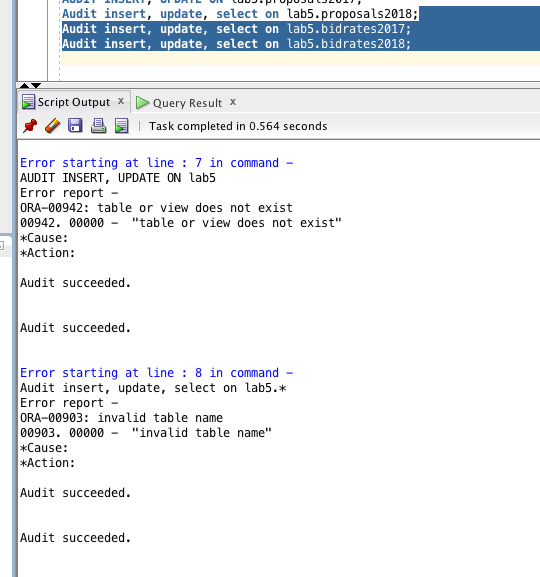 AUDIT INSERT, UPDATE ON lab5.proposals2017;
Audit insert, update, select on lab5.proposals2018;
Audit insert, update, select on lab5.bidrates2017;
Audit insert, update, select on lab5.bidrates2018;
Script Output x Query Result x
Task completed in 0.564 seconds
Error starting at line : 7 in command -
AUDIT INSERT, UPDATE ON lab5
Error report -
ORA-00942: table or view does not exist
00942. 00000 - "table or view does not exist"
*Cause:
*Action:
Audit succeeded.
Audit succeeded.
Error starting at line : 8 in command -
Audit insert, update, select on lab5.*
Error report -
ORA-00903: invalid table name
00903. 00000 - "invalid table name"
*Cause:
*Action:
Audit succeeded.
Audit succeeded.